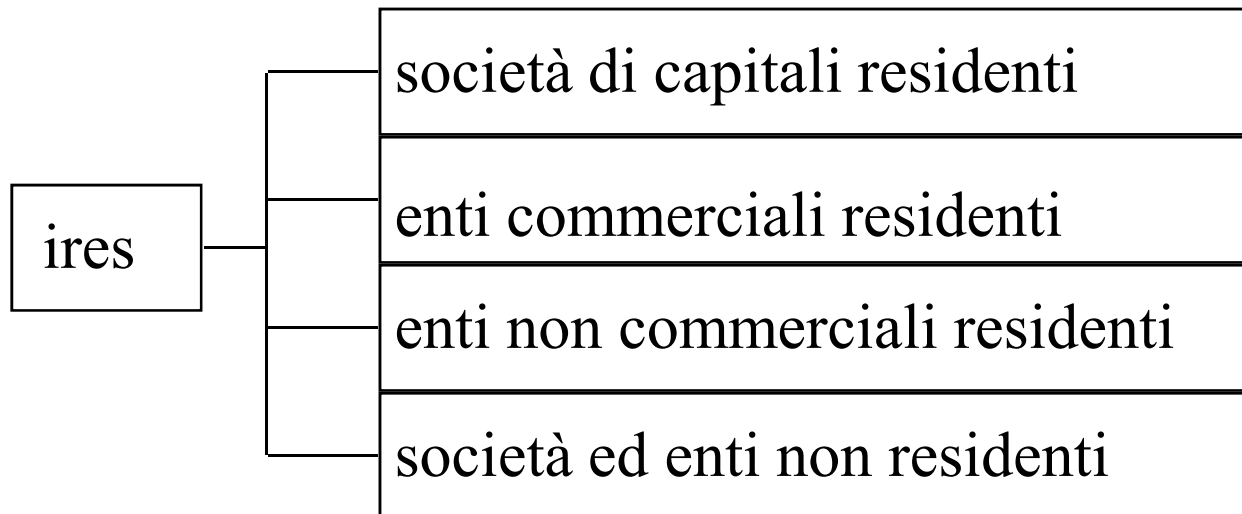 ires
società di capitali residenti
enti commerciali residenti
enti non commerciali residenti
società ed enti non residenti